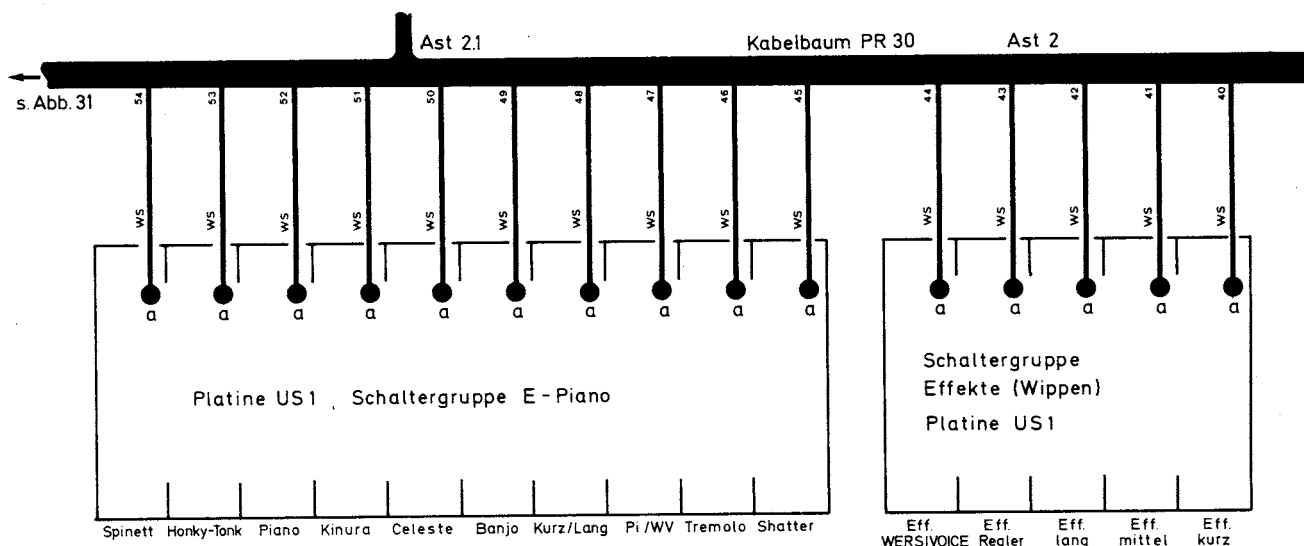 Ast 2.1
Kabelbaum PR 30 Ast 2
s. Abb. 31
54 53 52 51 50 49 48 47 46 45 44 43 42 41 40
ws ws ws ws ws ws ws ws ws ws ws ws ws ws ws
a a a a a a a a a a a a a a a
Platine US1 Schaltergruppe E-Piano
Schaltergruppe
Effekte (Wippen)
Platine US1
Spinett Honky-Tonk Piano Kinura Celeste Banjo Kurz/Lang Pi/WV Tremolo Shatter
Eff. Eff. Eff. Eff. Eff.
WERSIVOICE Regler lang mittel kurz